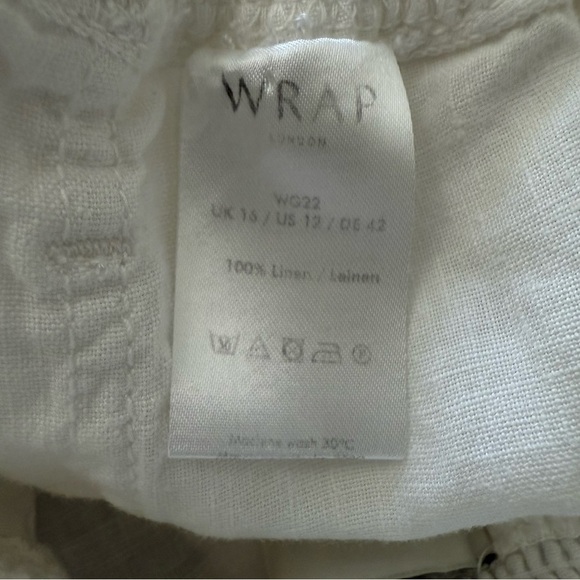 WRAP
LONDON
WG22
UK 16 / US 12 / DE 42
100% Linen / Leinen
P
Machine wash 30°C